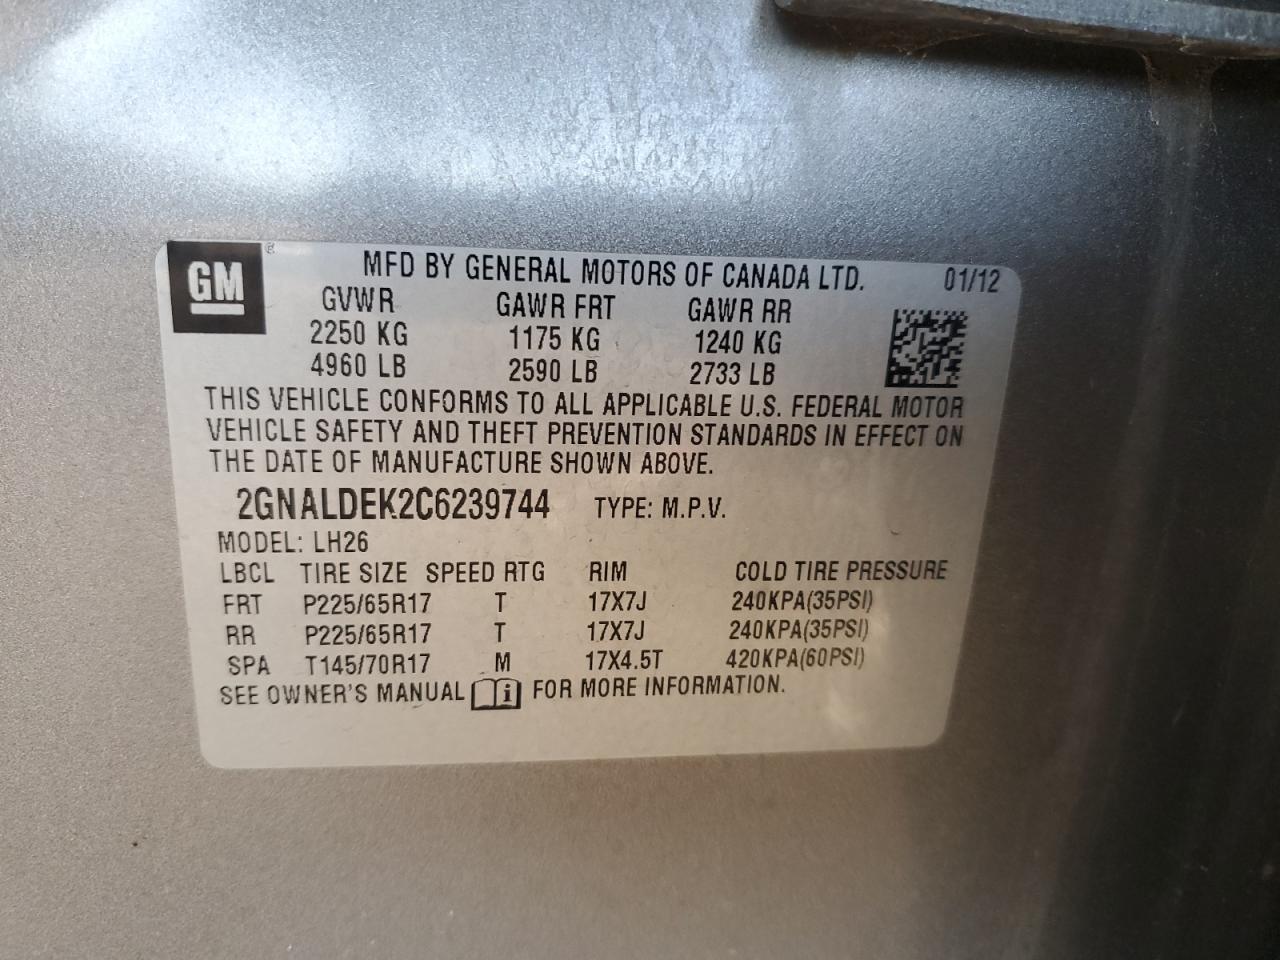 GM ®
MFD BY GENERAL MOTORS OF CANADA LTD. 01/12
GVWR GAWR FRT GAWR RR
2250 KG 1175 KG 1240 KG
4960 LB 2590 LB 2733 LB
THIS VEHICLE CONFORMS TO ALL APPLICABLE U.S. FEDERAL MOTOR
VEHICLE SAFETY AND THEFT PREVENTION STANDARDS IN EFFECT ON
THE DATE OF MANUFACTURE SHOWN ABOVE.
2GNALDEK2C6239744 TYPE: M.P.V.
MODEL: LH26
LBCL TIRE SIZE SPEED RTG RIM COLD TIRE PRESSURE
FRT P225/65R17 T 17X7J 240KPA(35PSI)
RR P225/65R17 T 17X7J 240KPA(35PSI)
SPA T145/70R17 M 17X4.5T 420KPA(60PSI)
SEE OWNER'S MANUAL i FOR MORE INFORMATION.